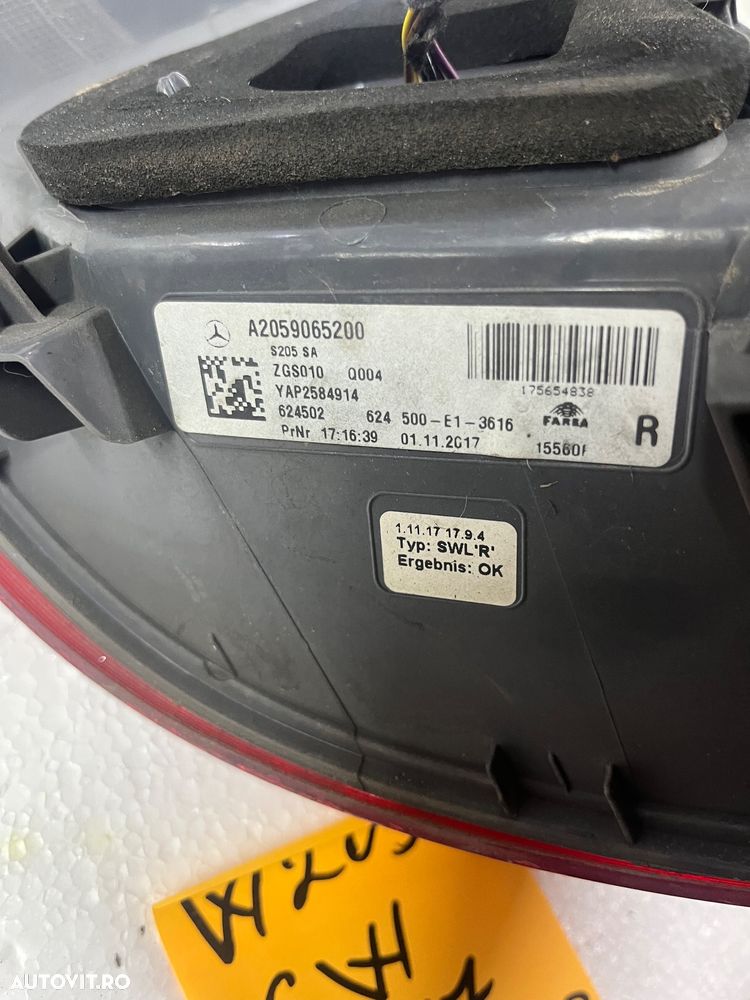 A2059065200
S205 SA
ZGS010 Q004
YAP2584914
624502 624 500-E1-3616
PrNr 17:16:39 01.11.2017
175654838
FARBA
15560
R
1.11.17 17.9.4
Typ: SWL'R'
Ergebnis: OK
AUTOVIT.RO